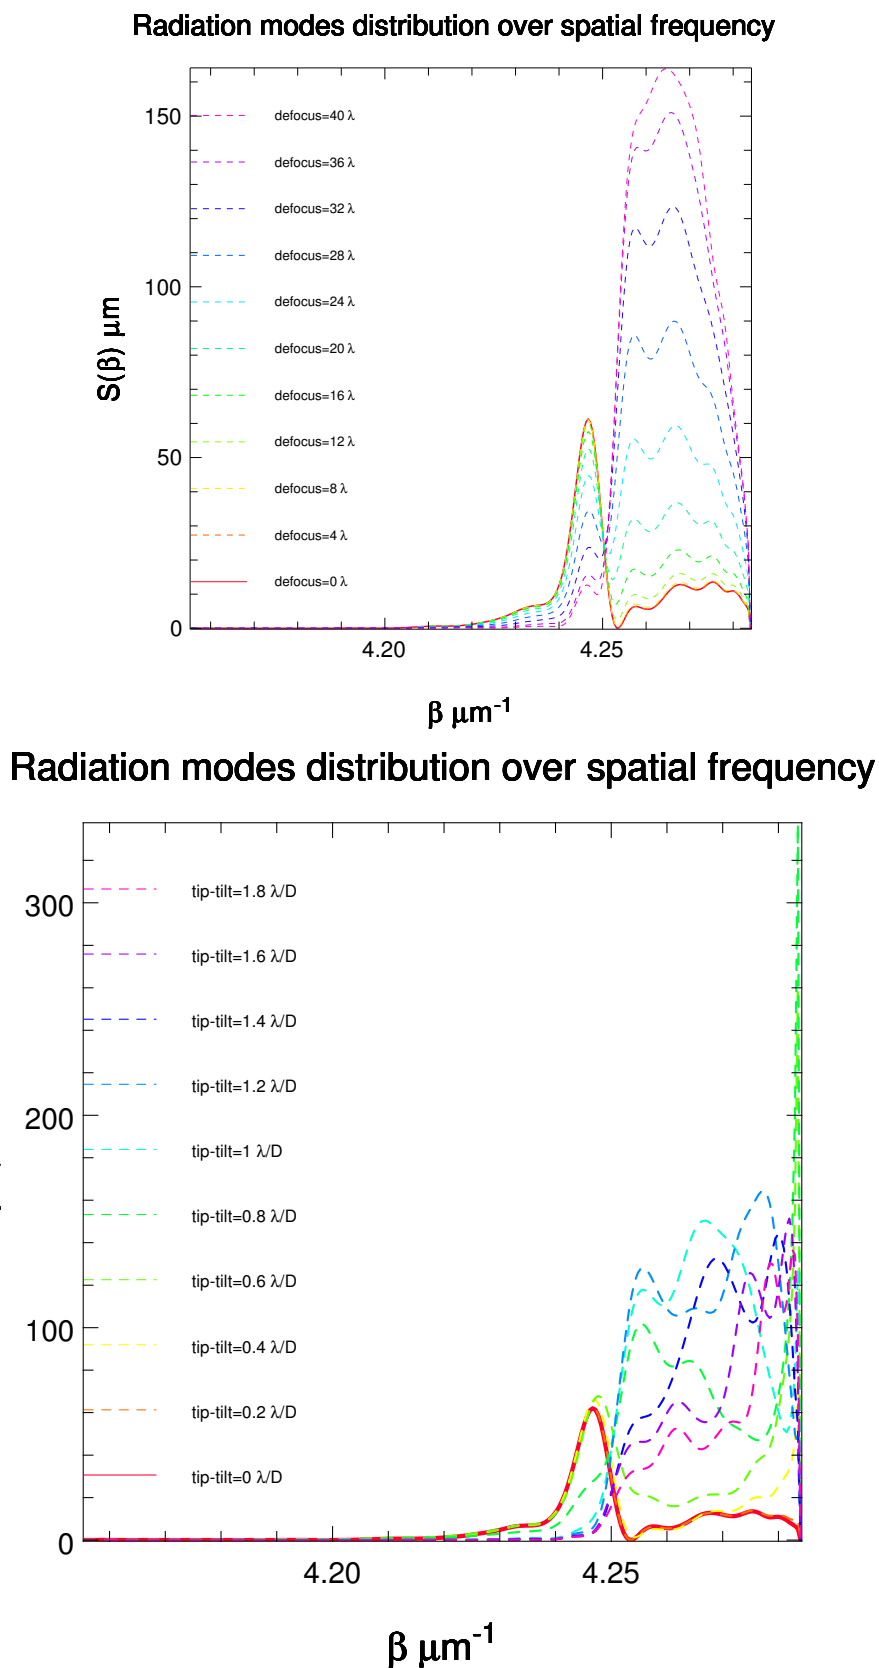 Radiation modes distribution over spatial frequency
150
100
50
0
S(β) μm
defocus=40 λ
defocus=36 λ
defocus=32 λ
defocus=28 λ
defocus=24 λ
defocus=20 λ
defocus=16 λ
defocus=12 λ
defocus=8 λ
defocus=4 λ
defocus=0 λ
4.20
4.25
β μm-1
Radiation modes distribution over spatial frequency
300
200
100
0
tip-tilt=1.8 λ/D
tip-tilt=1.6 λ/D
tip-tilt=1.4 λ/D
tip-tilt=1.2 λ/D
tip-tilt=1 λ/D
tip-tilt=0.8 λ/D
tip-tilt=0.6 λ/D
tip-tilt=0.4 λ/D
tip-tilt=0.2 λ/D
tip-tilt=0 λ/D
4.20
4.25
β μm-1